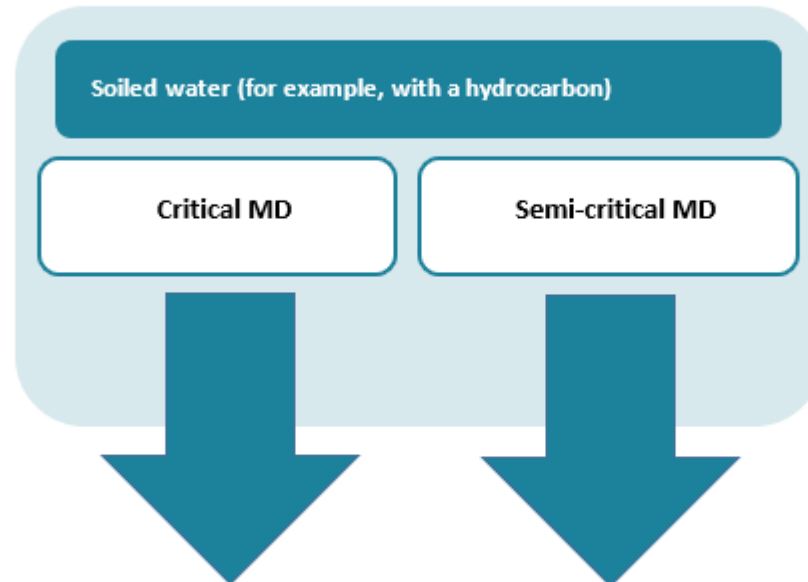 Soiled water (for example, with a hydrocarbon)
Critical MD
Semi-critical MD